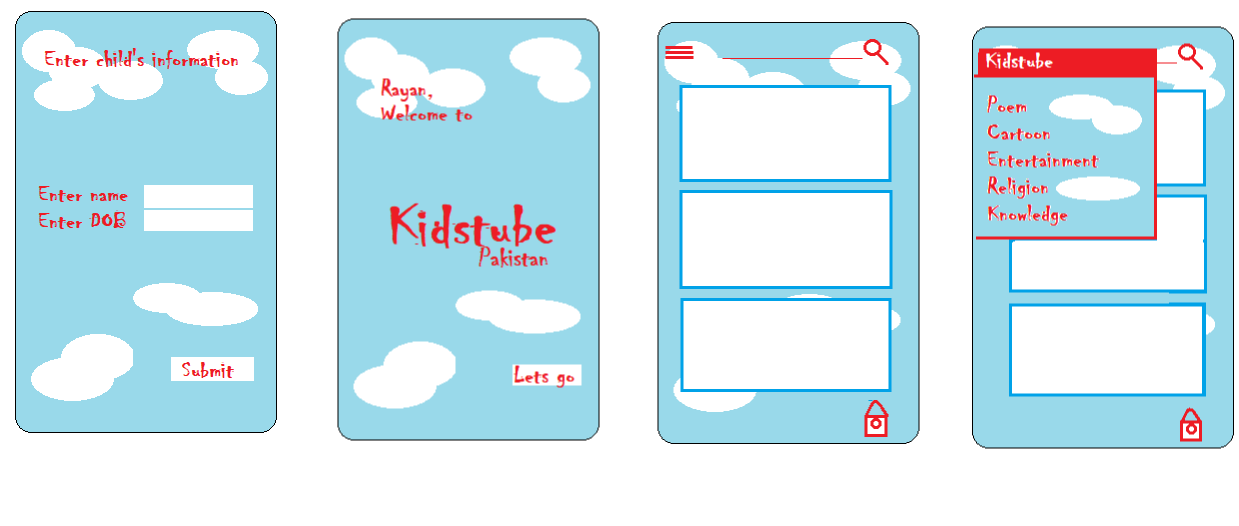 Enter child's information
Enter name
Enter DOB
Submit
Rayan,
Welcome to
Kidstube
Pakistan
Lets go
Kidstube
Poem
Cartoon
Entertainment
Religion
Knowledge